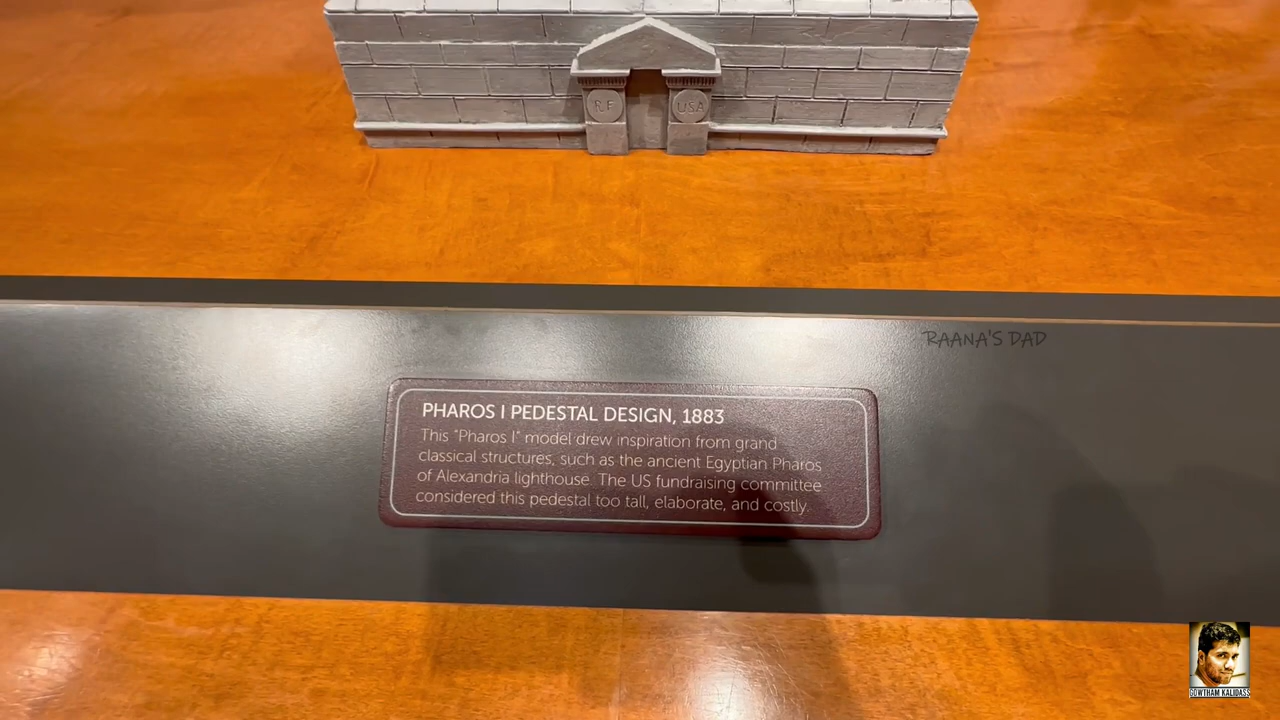 RF USA
RAANA'S DAD
PHAROS I PEDESTAL DESIGN, 1883
This "Pharos I" model drew inspiration from grand
classical structures, such as the ancient Egyptian Pharos
of Alexandria lighthouse. The US fundraising committee
considered this pedestal too tall, elaborate, and costly.
GOWTHAM KALIDASS